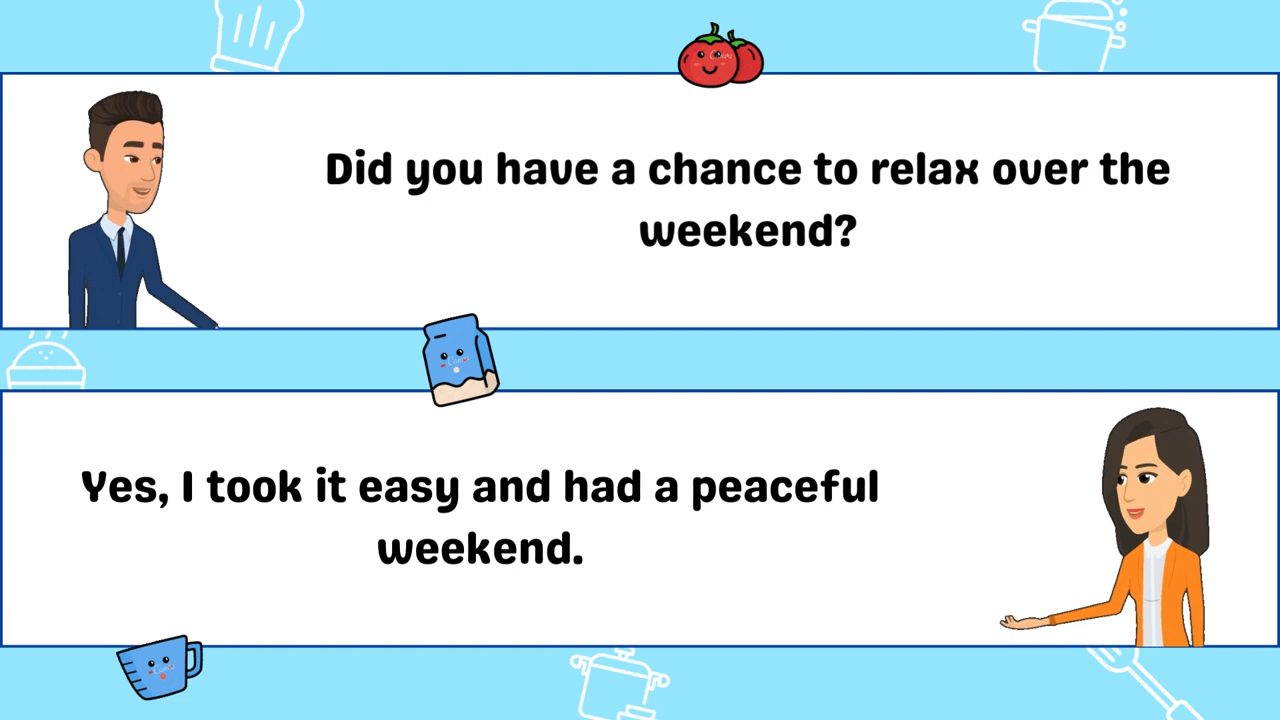 Did you have a chance to relax over the
weekend?
Yes, I took it easy and had a peaceful
weekend.